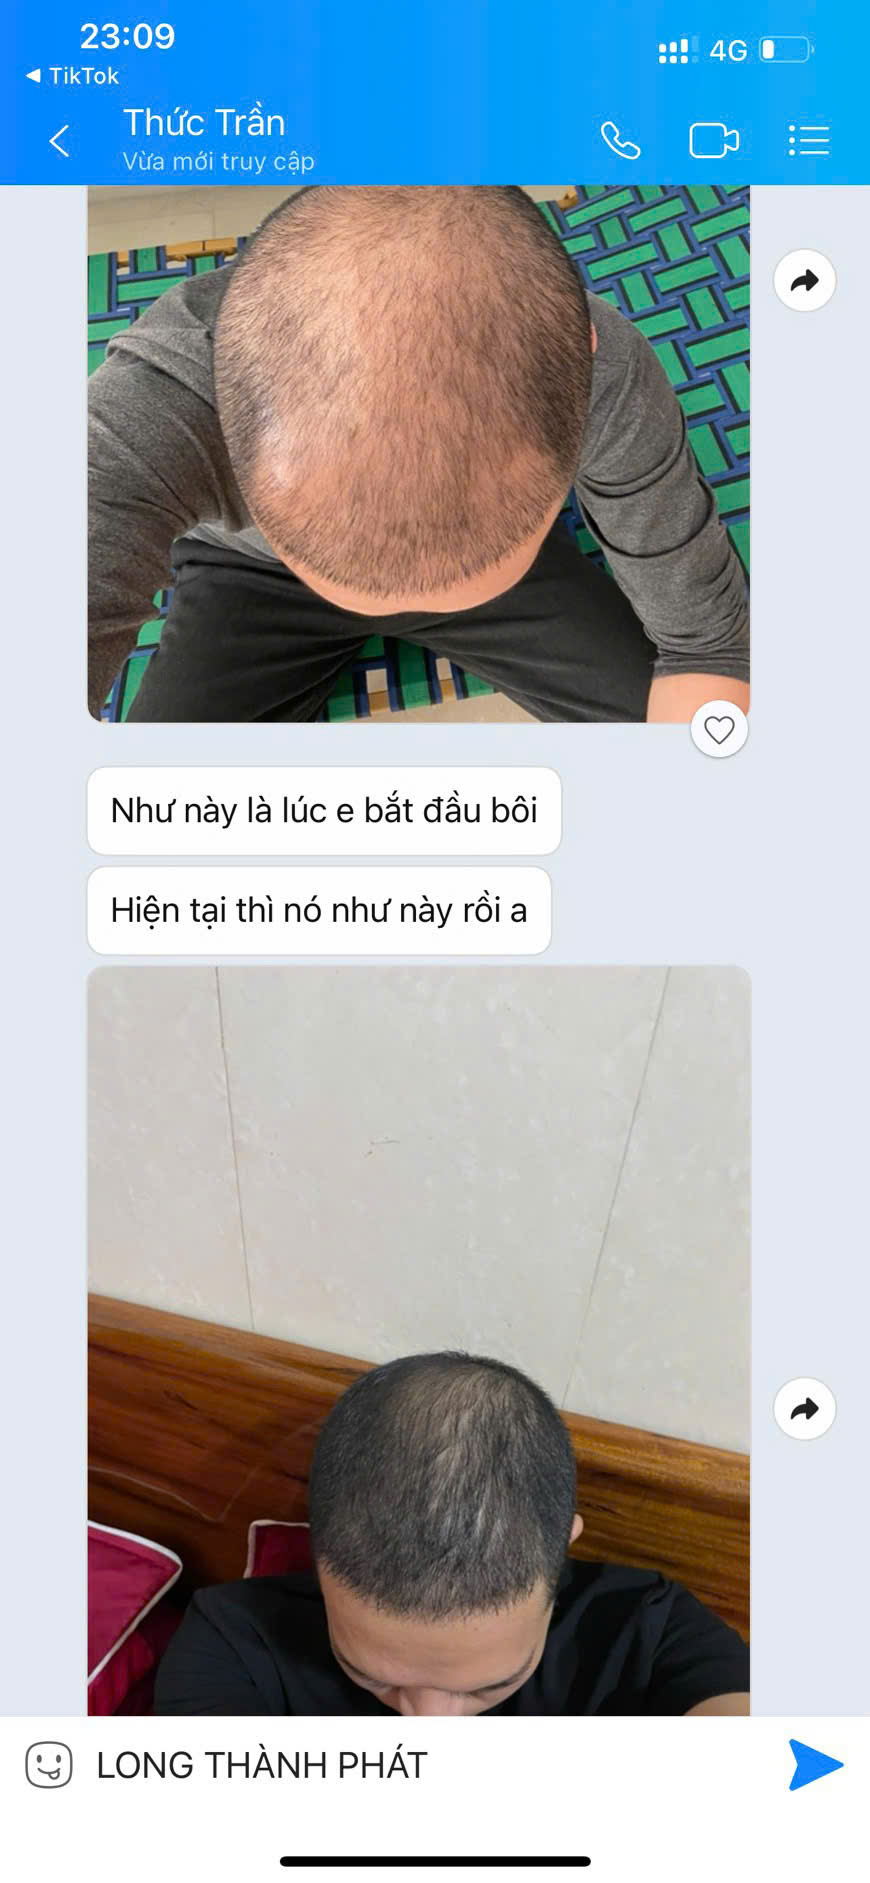 23:09
4G
◀ TikTok
Thức Trần
Vừa mới truy cập
Như này là lúc e bắt đầu bôi
Hiện tại thì nó như này rồi a
LONG THÀNH PHÁT